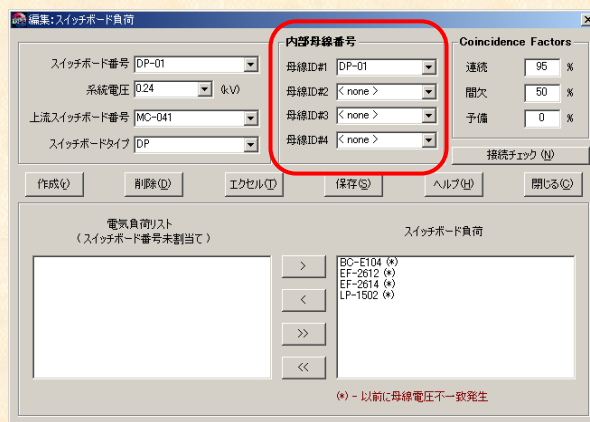 編集:スイッチボード負荷
スイッチボード番号 DP-01
系統電圧 0.24 (kV)
上流スイッチボード番号 MC-041
スイッチボードタイプ DP
内部母線番号
母線ID#1 DP-01
母線ID#2 < none >
母線ID#3 < none >
母線ID#4 < none >
Coincidence Factors
連続 95 %
間欠 50 %
予備 0 %
接続チェック (N)
作成(r) 削除(D) エクセル(T) 保存(S) ヘルプ(H) 閉じる(C)
電気負荷リスト
(スイッチボード番号未割当て)
>
<
>>
<<
スイッチボード負荷
BC-E104 (*)
EF-2612 (*)
EF-2614 (*)
LP-1502 (*)
(*) - 以前に母線電圧不一致発生